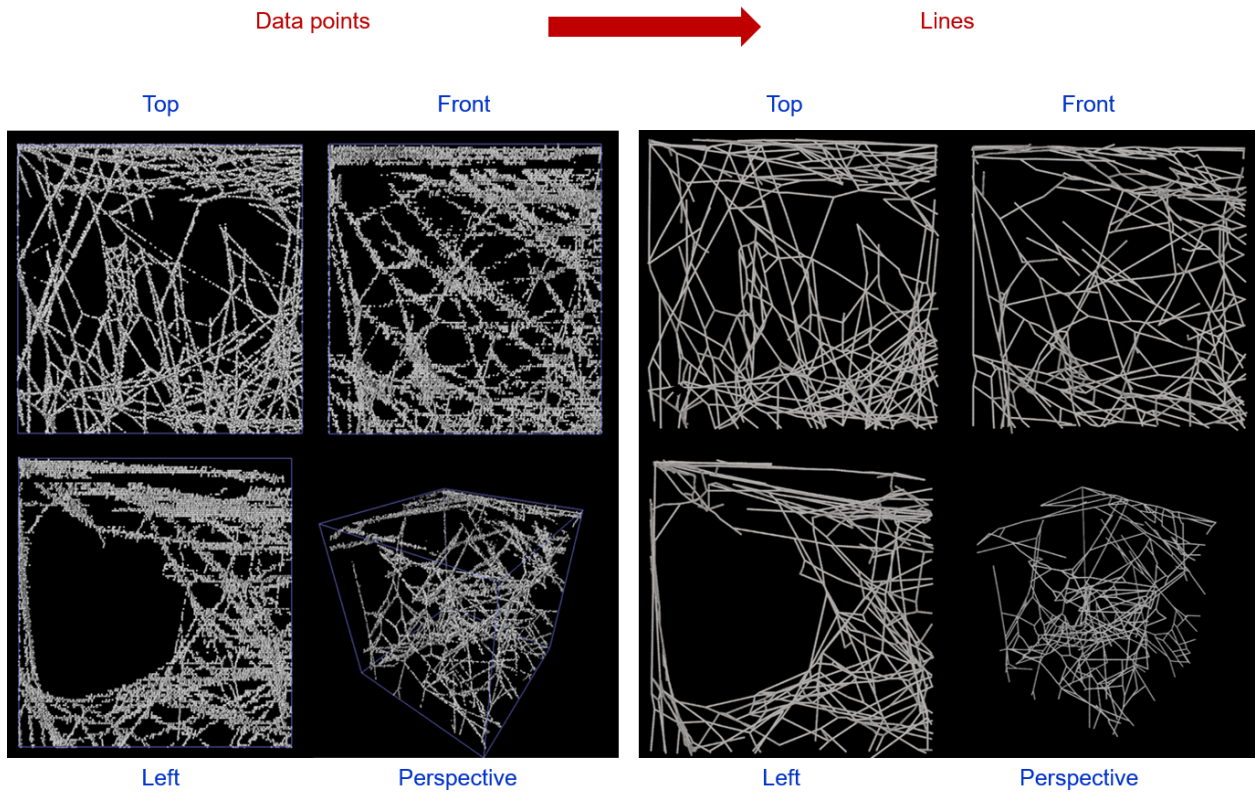 Data points
Lines
Top
Front
Top
Front
Left
Perspective
Left
Perspective